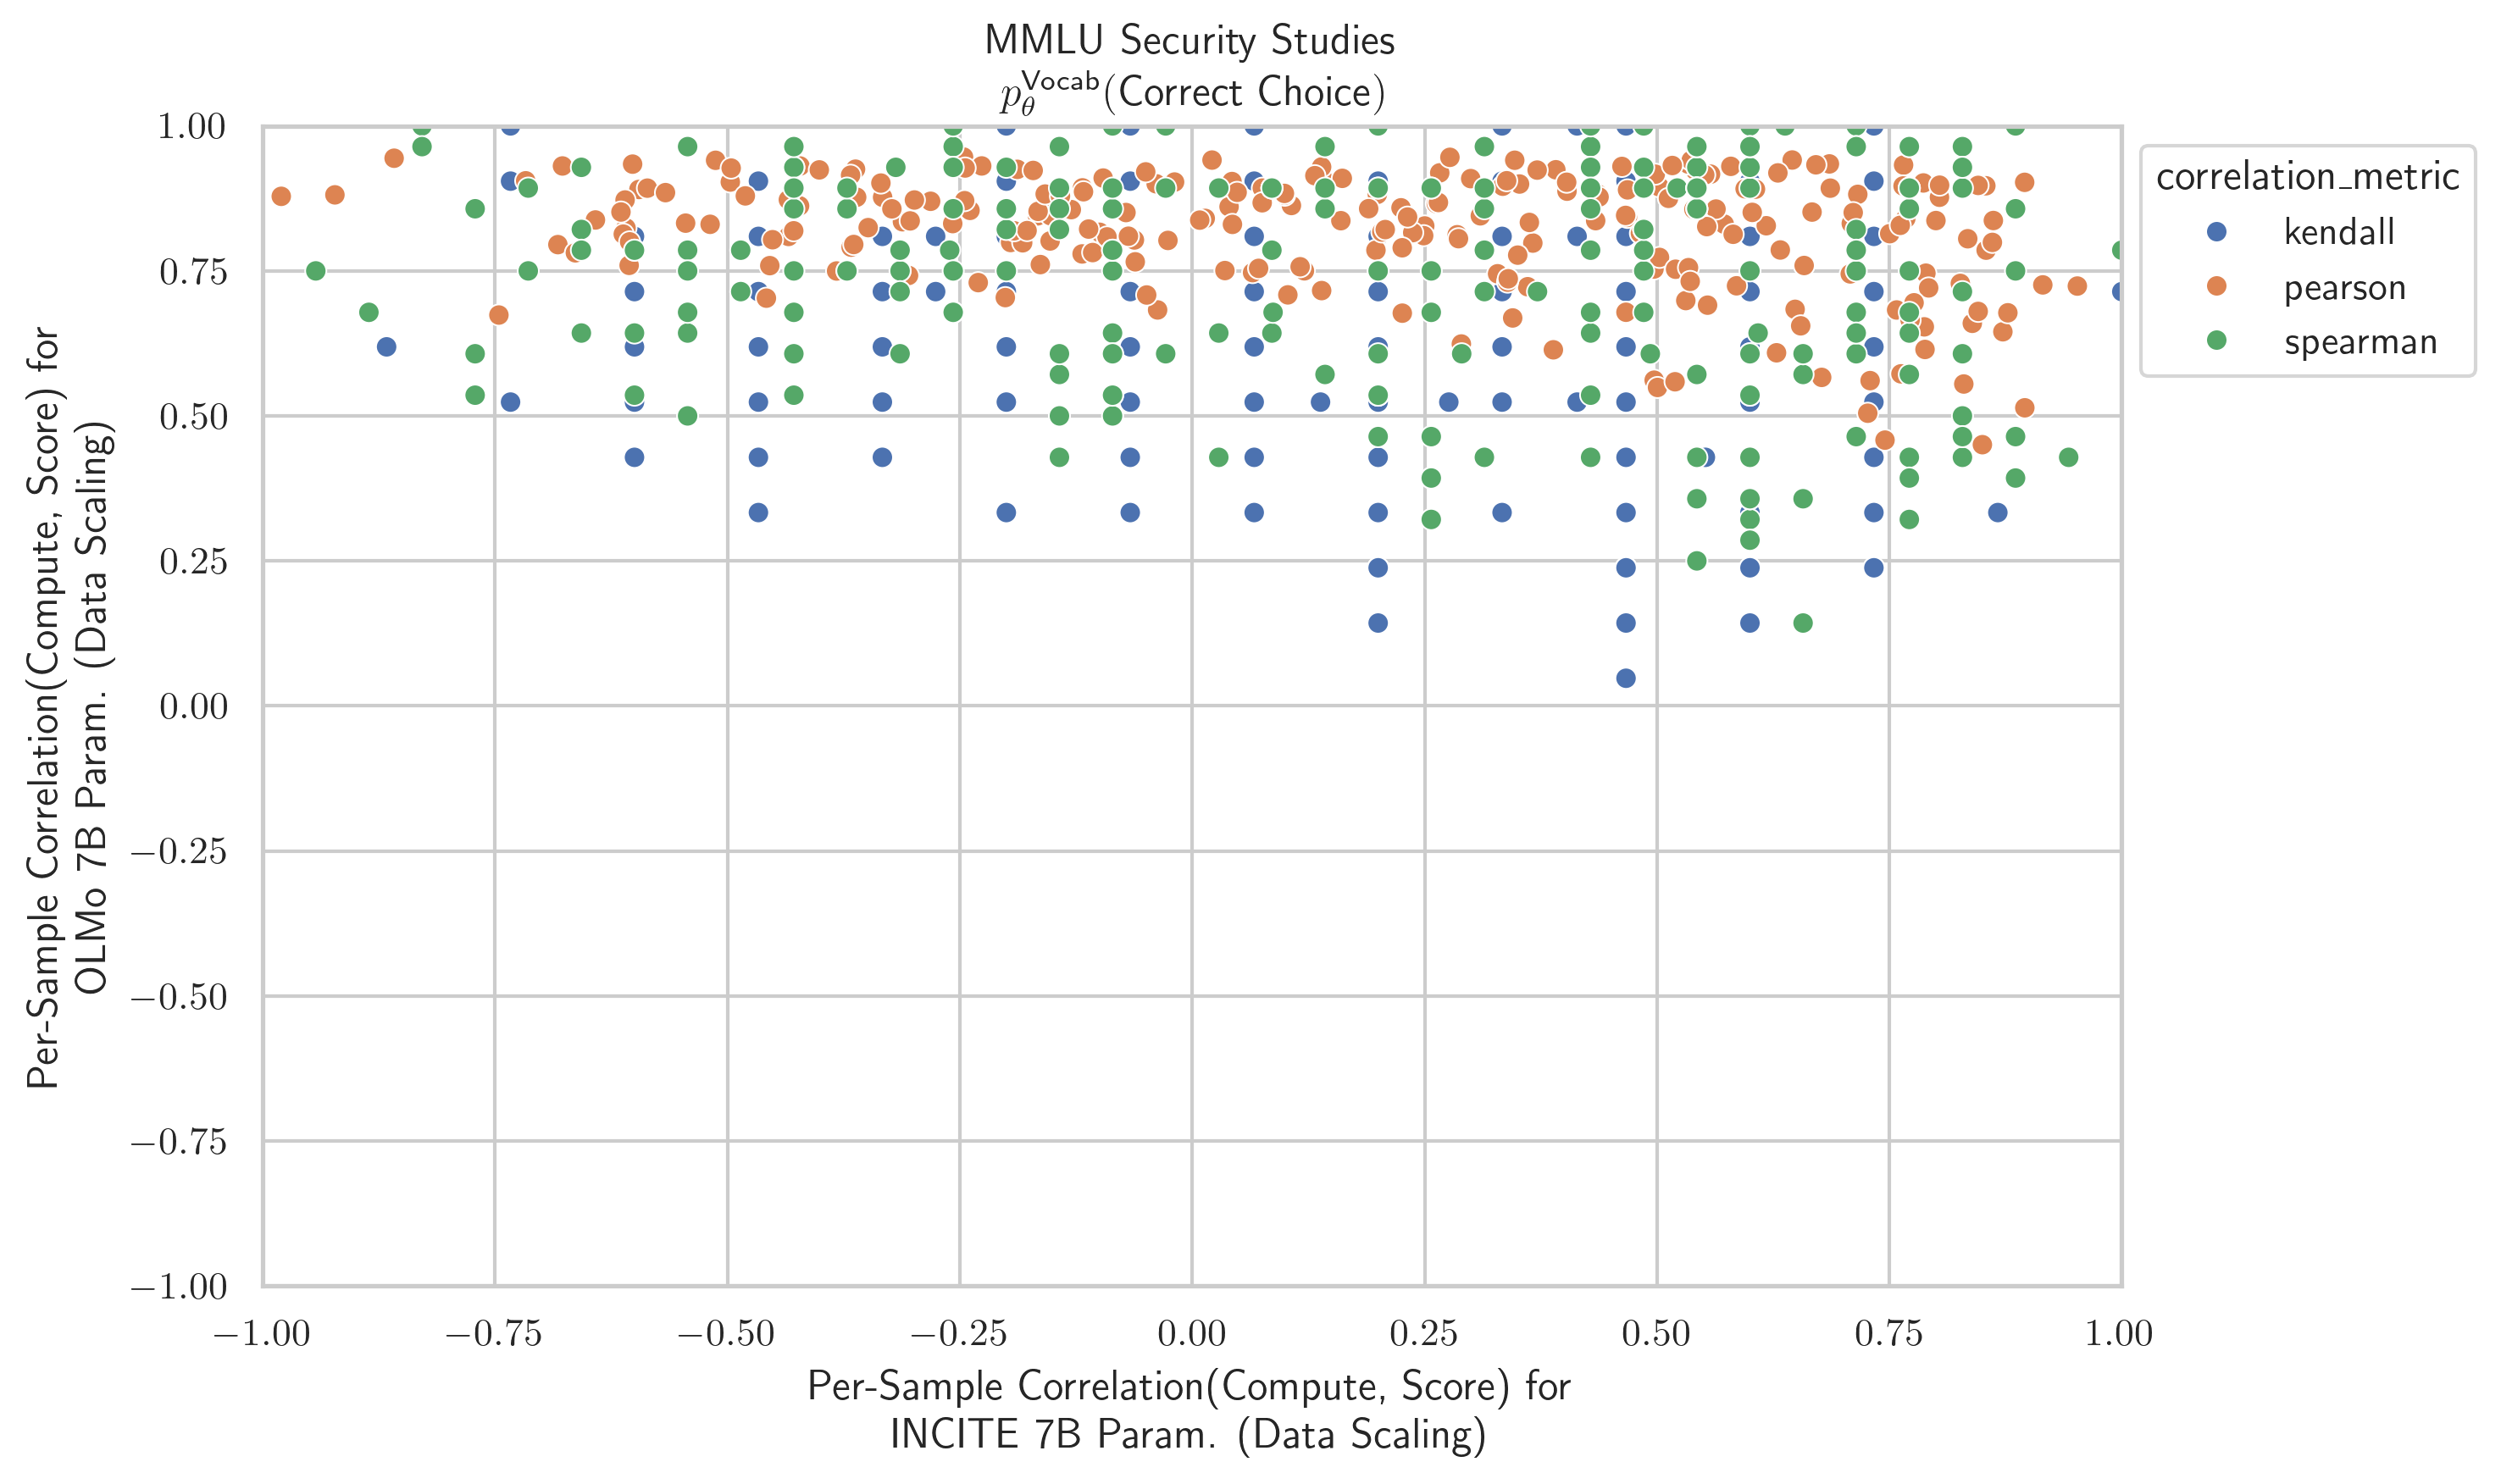 MMLU Security Studies
p_θ^Vocab(Correct Choice)
1.00
0.75
0.50
0.25
0.00
−0.25
−0.50
−0.75
−1.00
Per-Sample Correlation(Compute, Score) for
OLMo 7B Param. (Data Scaling)
−1.00 −0.75 −0.50 −0.25 0.00 0.25 0.50 0.75 1.00
Per-Sample Correlation(Compute, Score) for
INCITE 7B Param. (Data Scaling)
correlation_metric
kendall
pearson
spearman